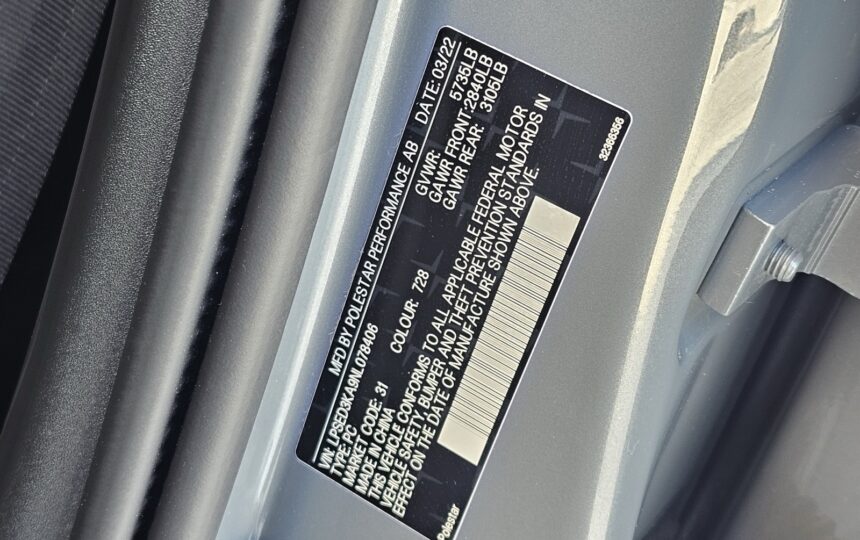 MFD BY POLESTAR PERFORMANCE AB DATE: 03/22
VIN: LPSED3KA9NL078406
TYPE: PC
MARKET CODE: 31
COLOUR: 728
MADE IN CHINA
GVWR: 5735LB
GAWR FRONT: 2840LB
GAWR REAR: 3105LB
THIS VEHICLE CONFORMS TO ALL APPLICABLE FEDERAL MOTOR
VEHICLE SAFETY, BUMPER AND THEFT PREVENTION STANDARDS IN
EFFECT ON THE DATE OF MANUFACTURE SHOWN ABOVE.
Polestar
32366356